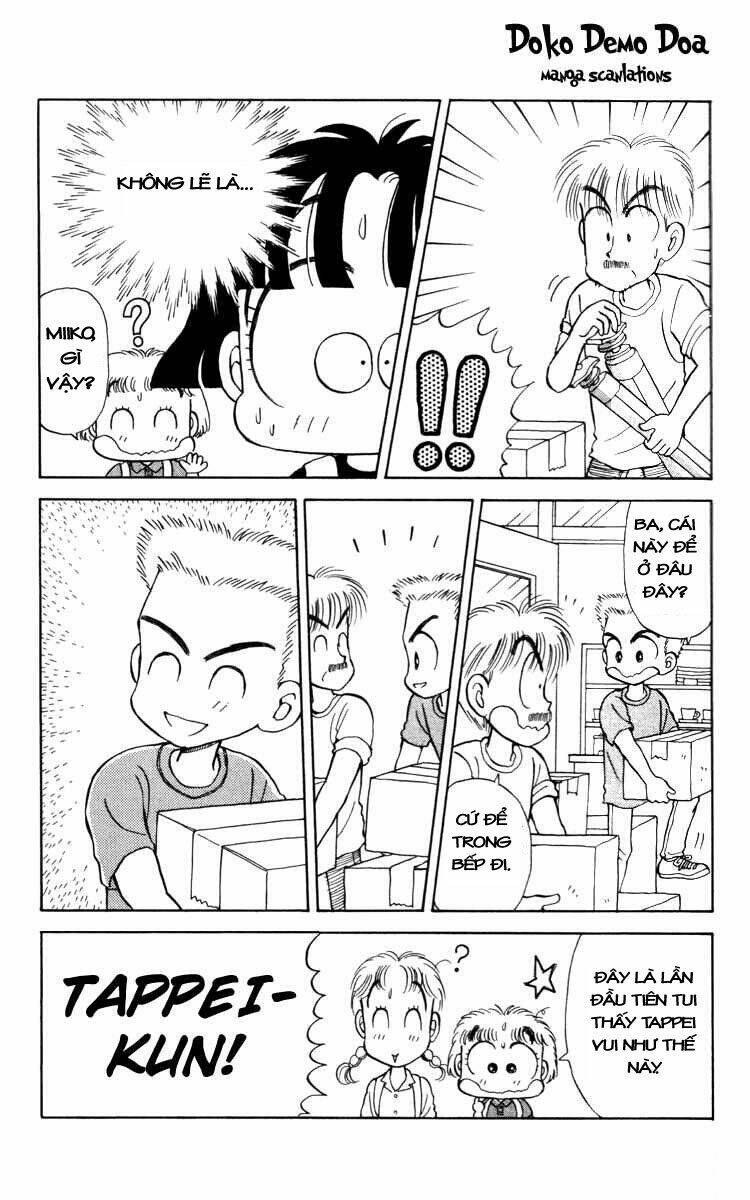 Doko Demo Doa
manga scanlations
KHÔNG LẼ LÀ...
MIIKO,
GÌ
VẬY?
?
!!
BA, CÁI
NÀY ĐỂ
Ở ĐÂU
ĐÂY?
CỨ ĐỂ
TRONG
BẾP ĐI.
TAPPEI-
KUN!
?
ĐÂY LÀ LẦN
ĐẦU TIÊN TUI
THẤY TAPPEI
VUI NHƯ THẾ
NÀY.